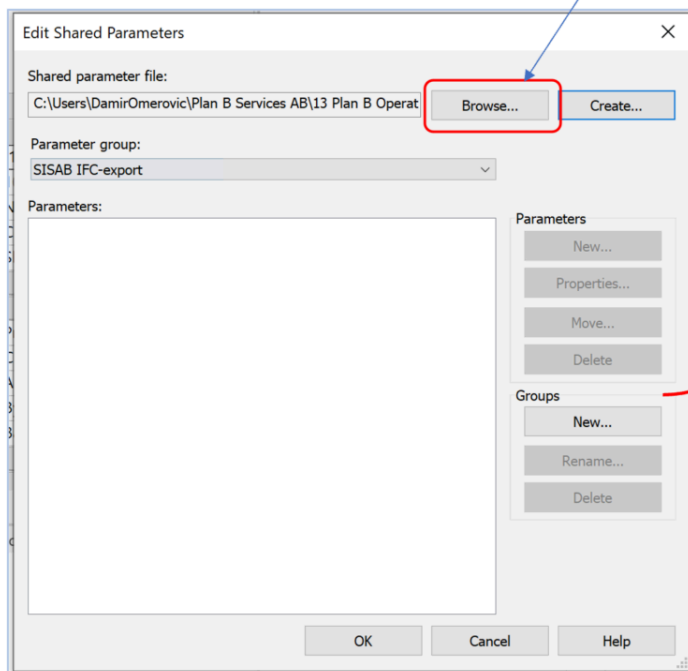 Edit Shared Parameters
Shared parameter file:
C:\Users\DamirOmerovic\Plan B Services AB\13 Plan B Operat
Browse...
Create...
Parameter group:
SISAB IFC-export
Parameters:
Parameters
New...
Properties...
Move...
Delete
Groups
New...
Rename...
Delete
OK
Cancel
Help